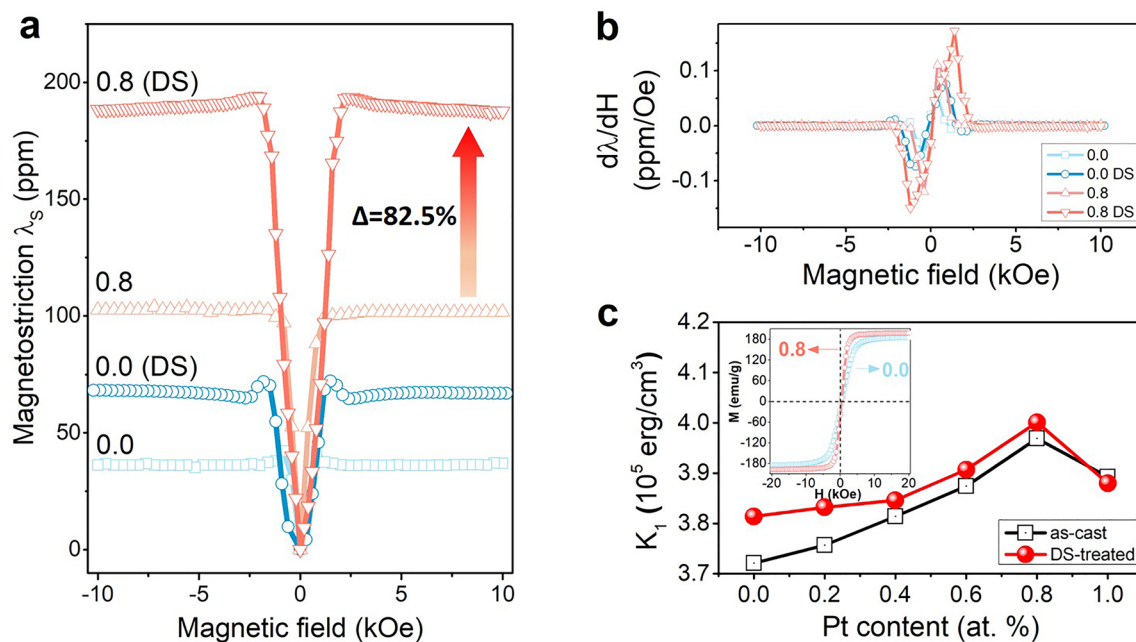 a
Magnetostriction λS (ppm)
200
150
100
50
0
0.8 (DS)
0.8
0.0 (DS)
0.0
Δ=82.5%
-10
-5
0
5
10
Magnetic field (kOe)
b
dλ/dH
(ppm/Oe)
0.1
0.0
-0.1
0.0
0.0 DS
0.8
0.8 DS
-10
-5
0
5
10
Magnetic field (kOe)
c
K1 (10^5 erg/cm^3)
4.2
4.1
4.0
3.9
3.8
3.7
M (emu/g)
180
120
60
0
-60
-120
-180
0.8
0.0
-20
-10
0
10
20
H (kOe)
as-cast
DS-treated
0.0
0.2
0.4
0.6
0.8
1.0
Pt content (at. %)